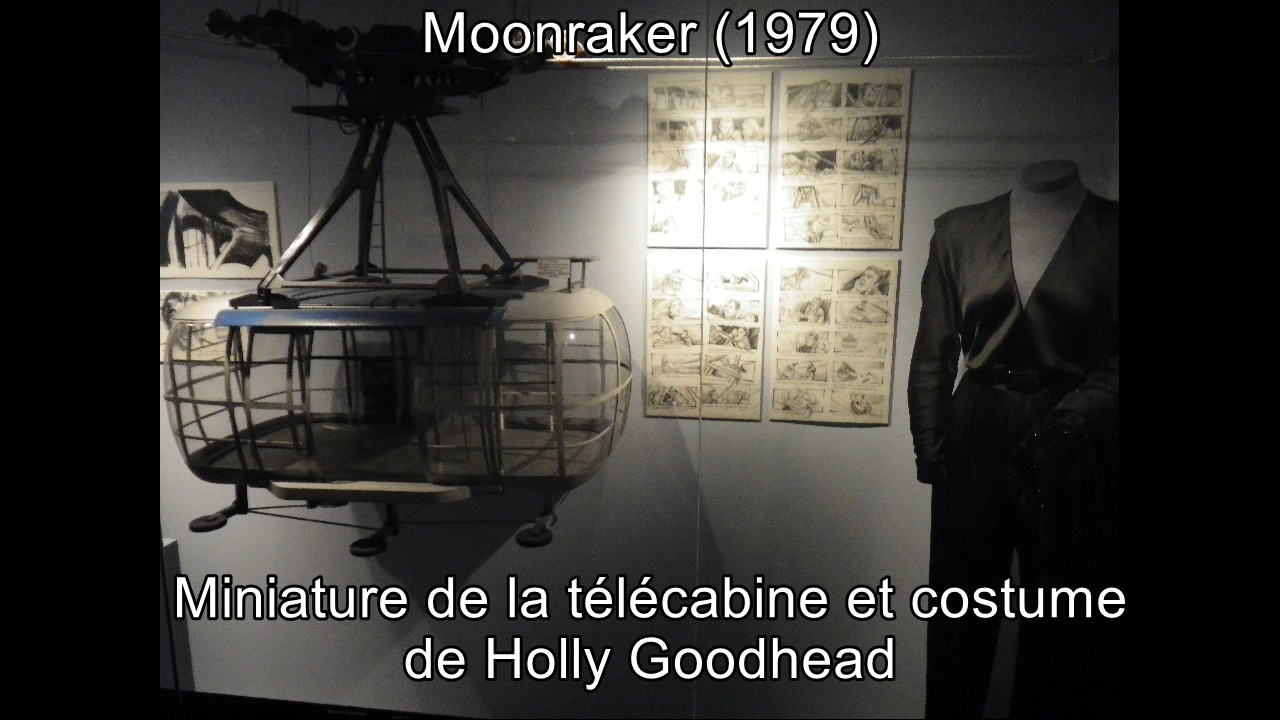 Moonraker (1979)
Miniature de la télécabine et costume
de Holly Goodhead